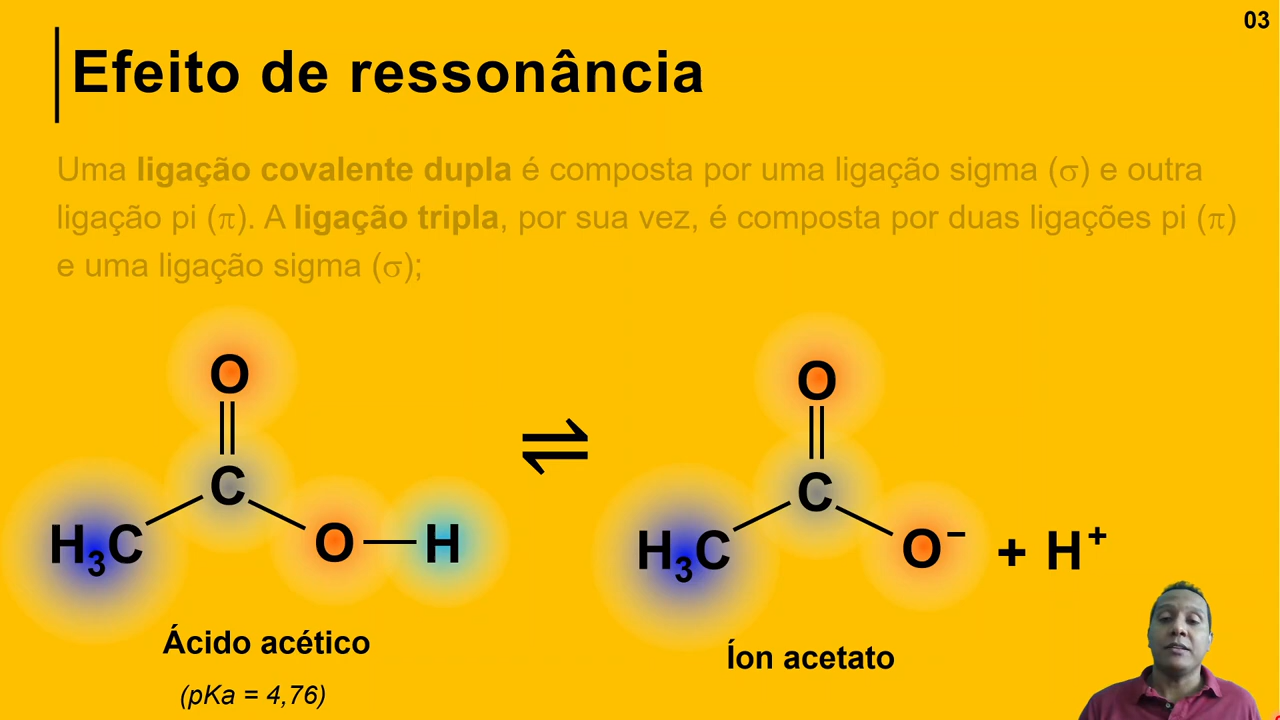 03
Efeito de ressonância
Uma ligação covalente dupla é composta por uma ligação sigma (σ) e outra
ligação pi (π). A ligação tripla, por sua vez, é composta por duas ligações pi (π)
e uma ligação sigma (σ);
O
C
H₃C
O
H
⇌
O
C
H₃C
O⁻ + H⁺
Ácido acético
(pKa = 4,76)
Íon acetato